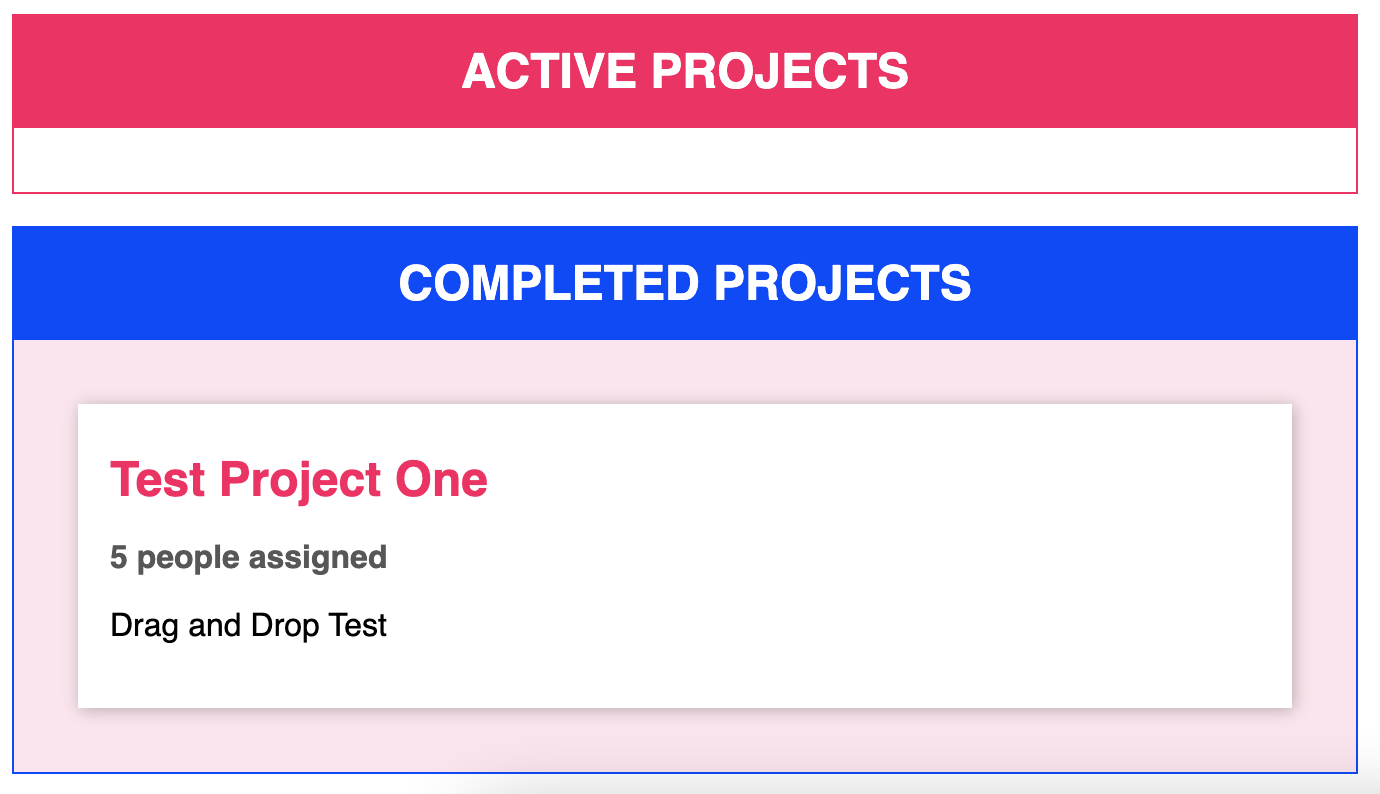 ACTIVE PROJECTS
COMPLETED PROJECTS
Test Project One
5 people assigned
Drag and Drop Test